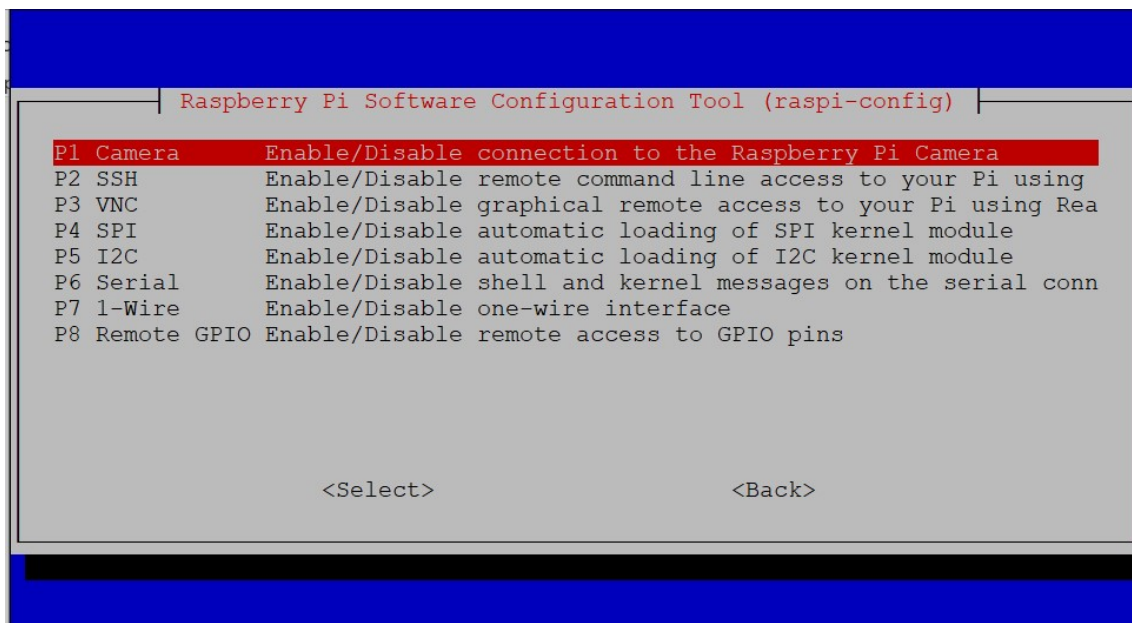 Raspberry Pi Software Configuration Tool (raspi-config)
P1 Camera Enable/Disable connection to the Raspberry Pi Camera
P2 SSH Enable/Disable remote command line access to your Pi using
P3 VNC Enable/Disable graphical remote access to your Pi using Rea
P4 SPI Enable/Disable automatic loading of SPI kernel module
P5 I2C Enable/Disable automatic loading of I2C kernel module
P6 Serial Enable/Disable shell and kernel messages on the serial conn
P7 1-Wire Enable/Disable one-wire interface
P8 Remote GPIO Enable/Disable remote access to GPIO pins
<Select> <Back>